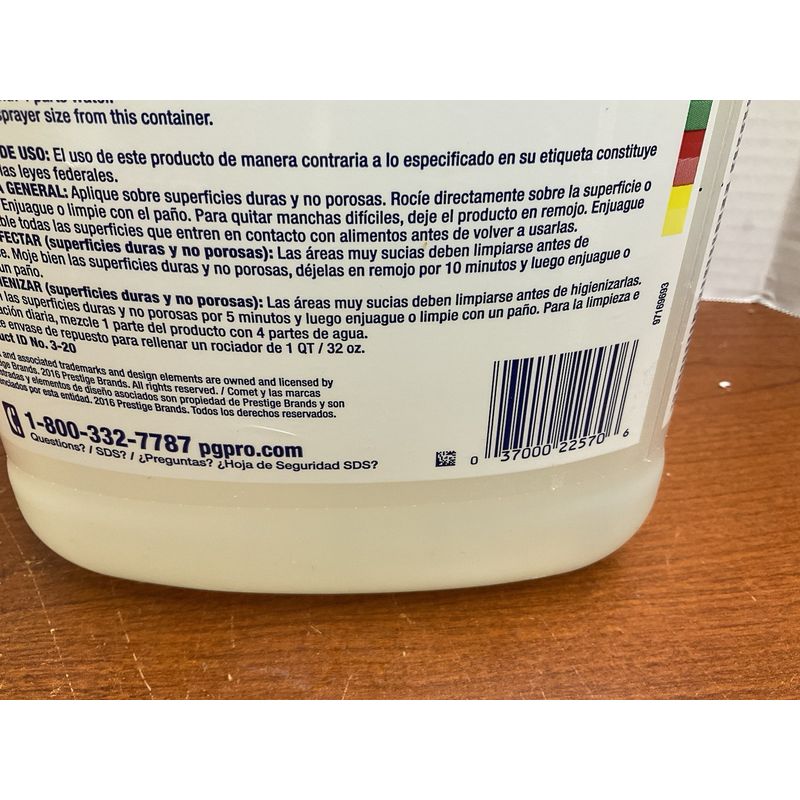 sprayer size from this container.
DE USO: El uso de este producto de manera contraria a lo especificado en su etiqueta constituye
las leyes federales.
A GENERAL: Aplique sobre superficies duras y no porosas. Rocíe directamente sobre la superficie o
Enjuague o limpie con el paño. Para quitar manchas difíciles, deje el producto en remojo. Enjuague
ble todas las superficies que entren en contacto con alimentos antes de volver a usarlas.
FECTAR (superficies duras y no porosas): Las áreas muy sucias deben limpiarse antes de
e. Moje bien las superficies duras y no porosas, déjelas en remojo por 10 minutos y luego enjuague o
un paño.
IENIZAR (superficies duras y no porosas): Las áreas muy sucias deben limpiarse antes de higienizarlas.
las superficies duras y no porosas por 5 minutos y luego enjuague o limpie con un paño. Para la limpieza e
ación diaria, mezcle 1 parte del producto con 4 partes de agua.
e envase de repuesto para rellenar un rociador de 1 QT / 32 oz.
uct ID No. 3-20
and associated trademarks and design elements are owned and licensed by
ige Brands. 2016 Prestige Brands. All rights reserved. / Comet y las marcas
stradas y elementos de diseño asociados son propiedad de Prestige Brands y son
nciados por esta entidad. 2016 Prestige Brands. Todos los derechos reservados.
1-800-332-7787 pgpro.com
Questions? / SDS? / ¿Preguntas? ¿Hoja de Seguridad SDS?
0 37000 22570 6
97169693